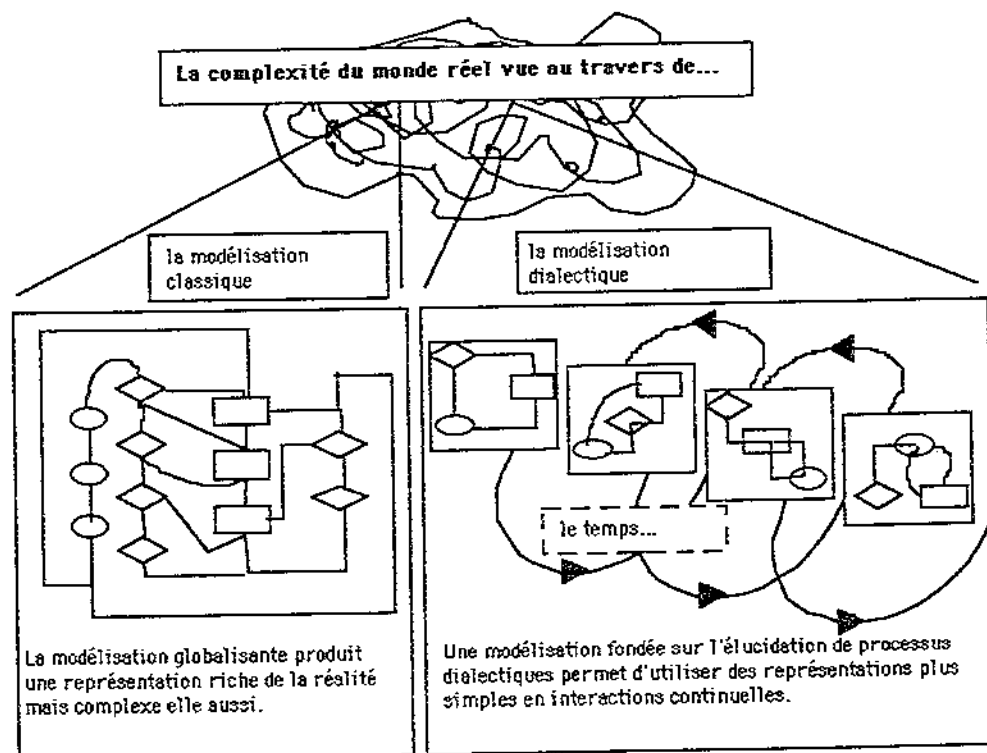 La complexité du monde réel vue au travers de...
la modélisation
classique
la modélisation
dialectique
le temps...
La modélisation globalisante produit
une représentation riche de la réalité
mais complexe elle aussi.
Une modélisation fondée sur l'élucidation de processus
dialectiques permet d'utiliser des représentations plus
simples en interactions continuelles.